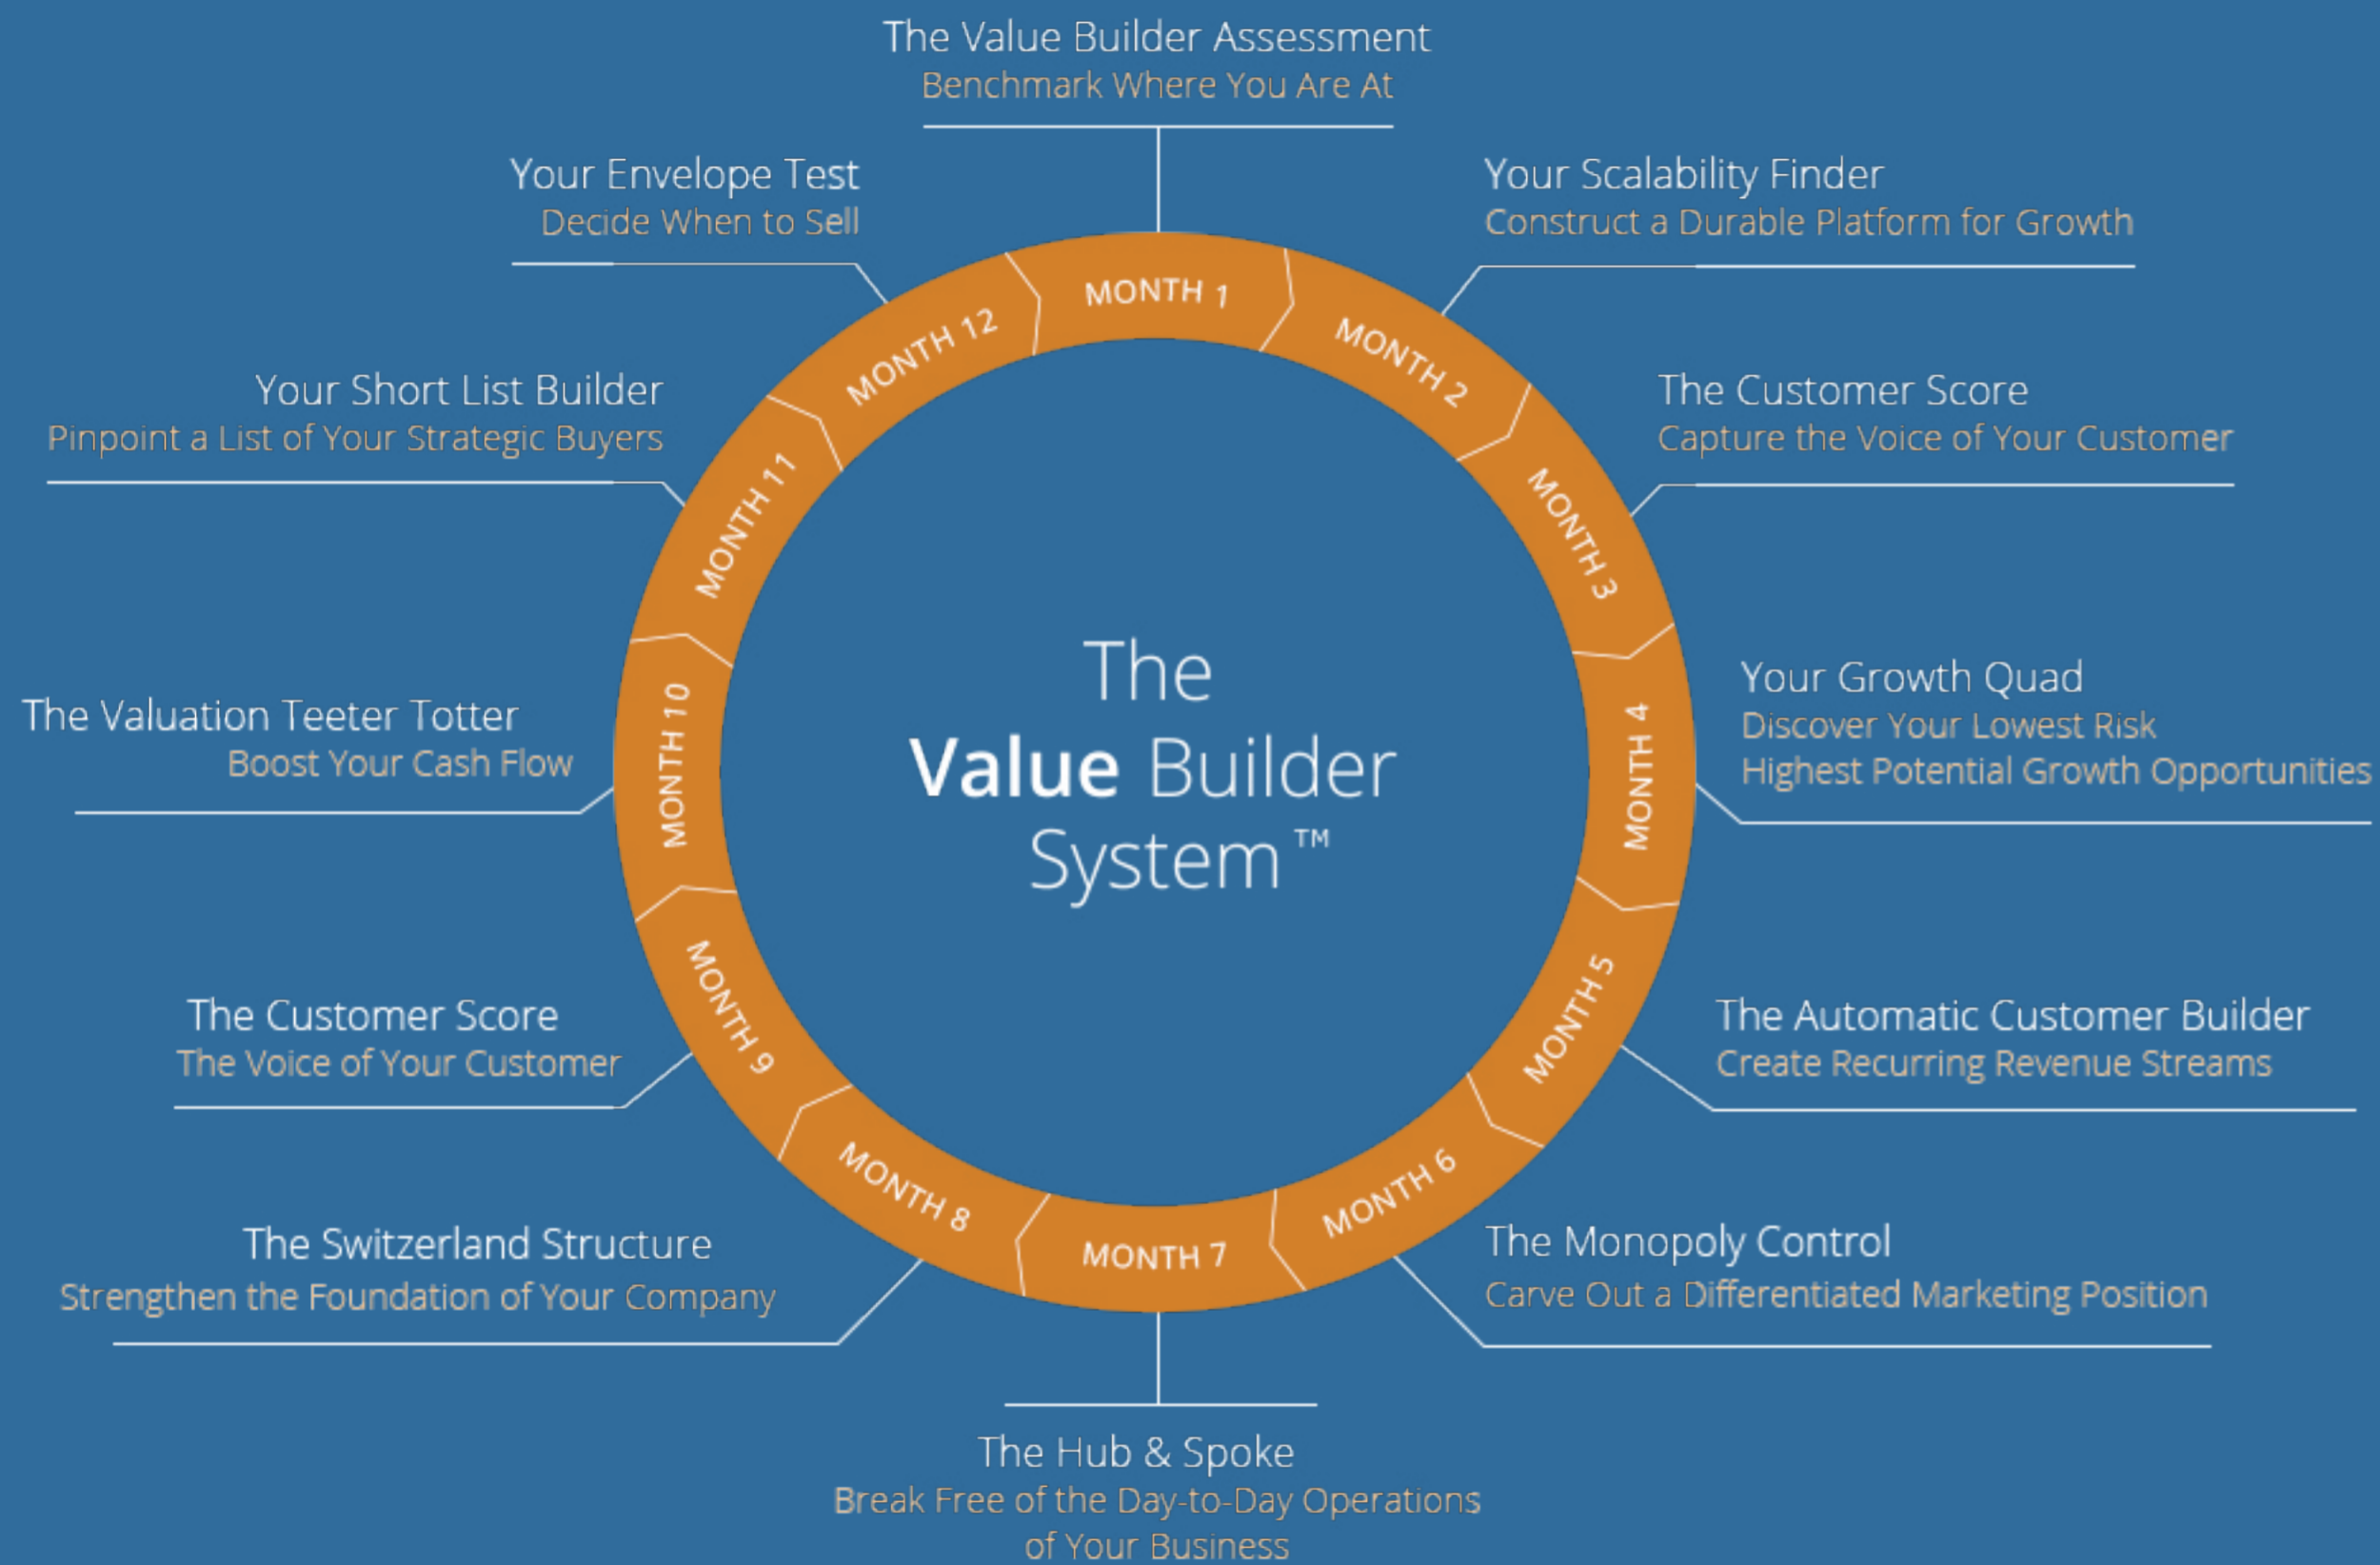 The Value Builder Assessment
Benchmark Where You Are At
Your Envelope Test
Decide When to Sell
Your Scalability Finder
Construct a Durable Platform for Growth
Your Short List Builder
Pinpoint a List of Your Strategic Buyers
The Customer Score
Capture the Voice of Your Customer
MONTH 1
MONTH 2
MONTH 3
MONTH 4
MONTH 5
MONTH 6
MONTH 7
MONTH 8
MONTH 9
MONTH 10
MONTH 11
MONTH 12
The
Value Builder
System™
The Valuation Teeter Totter
Boost Your Cash Flow
Your Growth Quad
Discover Your Lowest Risk
Highest Potential Growth Opportunities
The Customer Score
The Voice of Your Customer
The Automatic Customer Builder
Create Recurring Revenue Streams
The Switzerland Structure
Strengthen the Foundation of Your Company
The Monopoly Control
Carve Out a Differentiated Marketing Position
The Hub & Spoke
Break Free of the Day-to-Day Operations
of Your Business